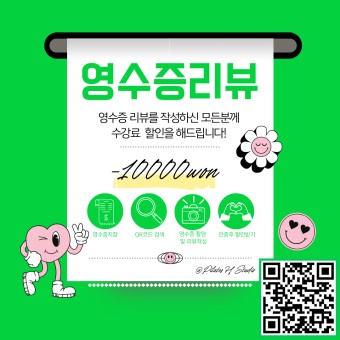 영수증리뷰
영수증 리뷰를 작성하신 모든분께
수강료 할인을 해드립니다!
-10000won
영수증지참
QR코드 검색
영수증 촬영
및 리뷰작성
인증후 할인받기
@Pilates H Studio